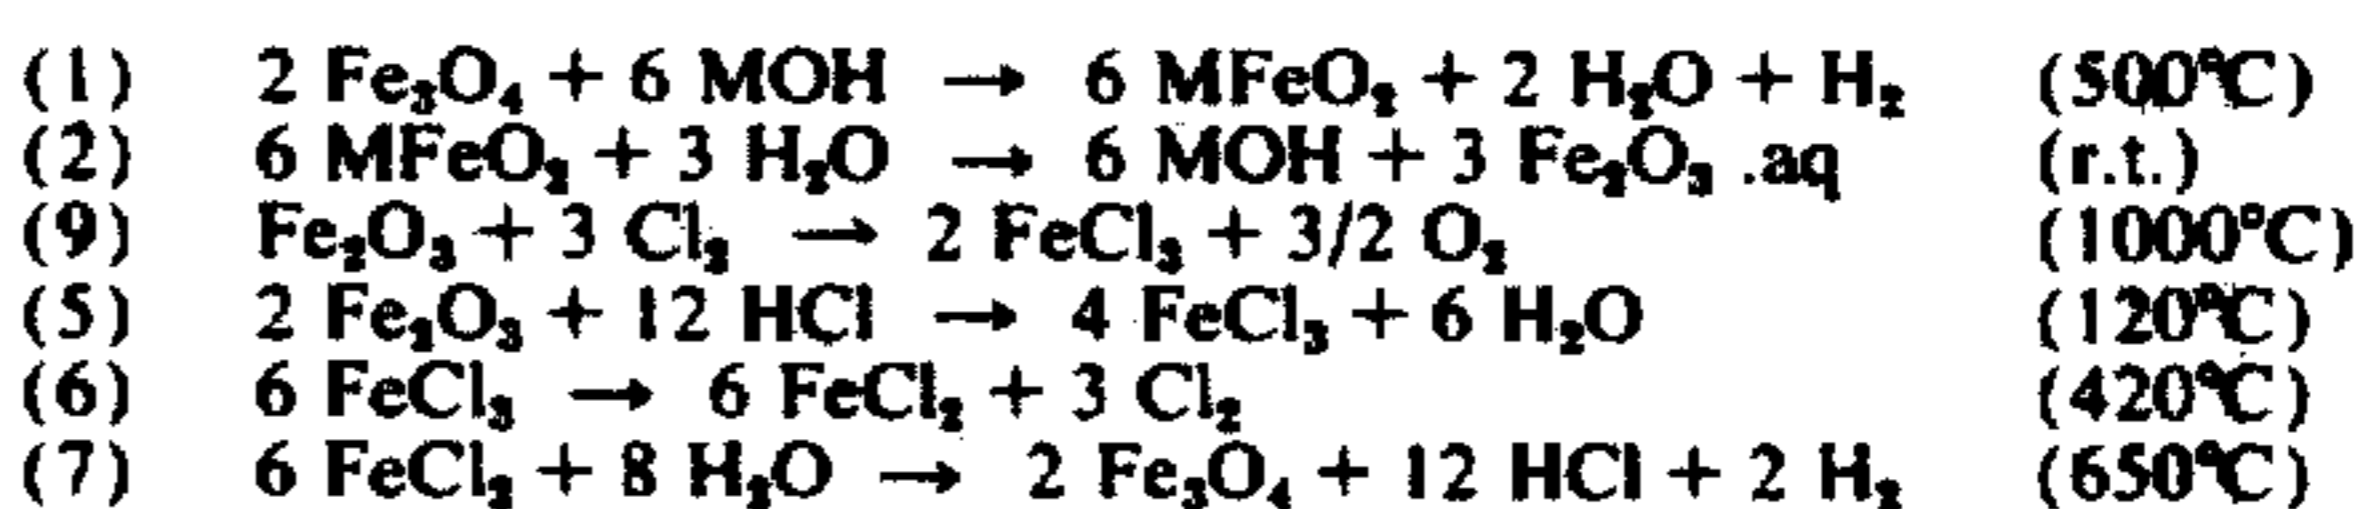 (1) 2 Fe₃O₄ + 6 MOH → 6 MFeO₂ + 2 H₂O + H₂ (500°C)
(2) 6 MFeO₂ + 3 H₂O → 6 MOH + 3 Fe₂O₃ .aq (r.t.)
(9) Fe₂O₃ + 3 Cl₂ → 2 FeCl₃ + 3/2 O₂ (1000°C)
(5) 2 Fe₂O₃ + 12 HCl → 4 FeCl₃ + 6 H₂O (120°C)
(6) 6 FeCl₃ → 6 FeCl₂ + 3 Cl₂ (420°C)
(7) 6 FeCl₂ + 8 H₂O → 2 Fe₃O₄ + 12 HCl + 2 H₂ (650°C)